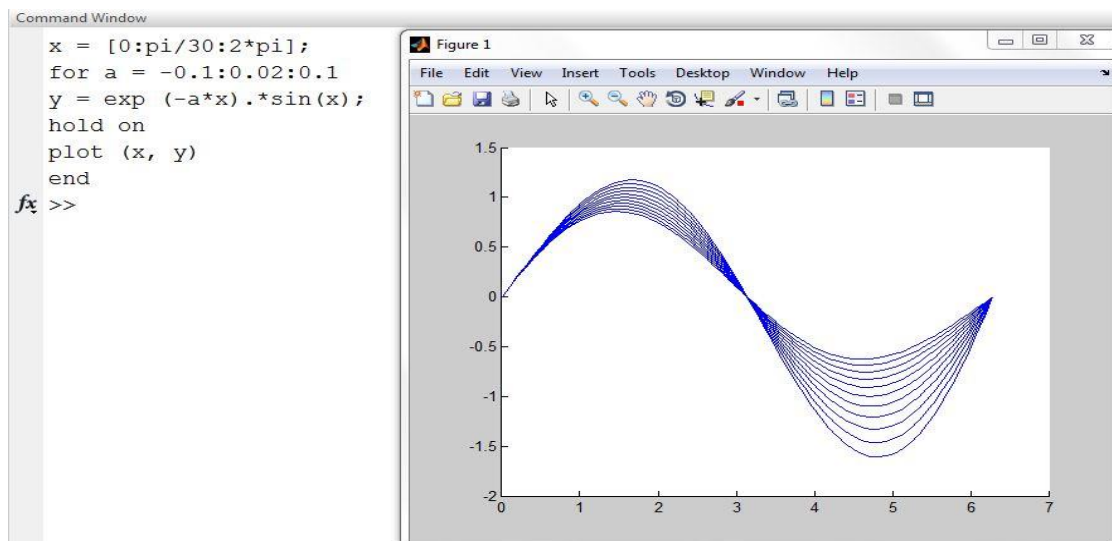 Command Window
x = [0:pi/30:2*pi];
for a = -0.1:0.02:0.1
y = exp (-a*x).*sin(x);
hold on
plot (x, y)
end
fx >>
Figure 1
File Edit View Insert Tools Desktop Window Help
1.5
1
0.5
0
-0.5
-1
-1.5
-2
0 1 2 3 4 5 6 7